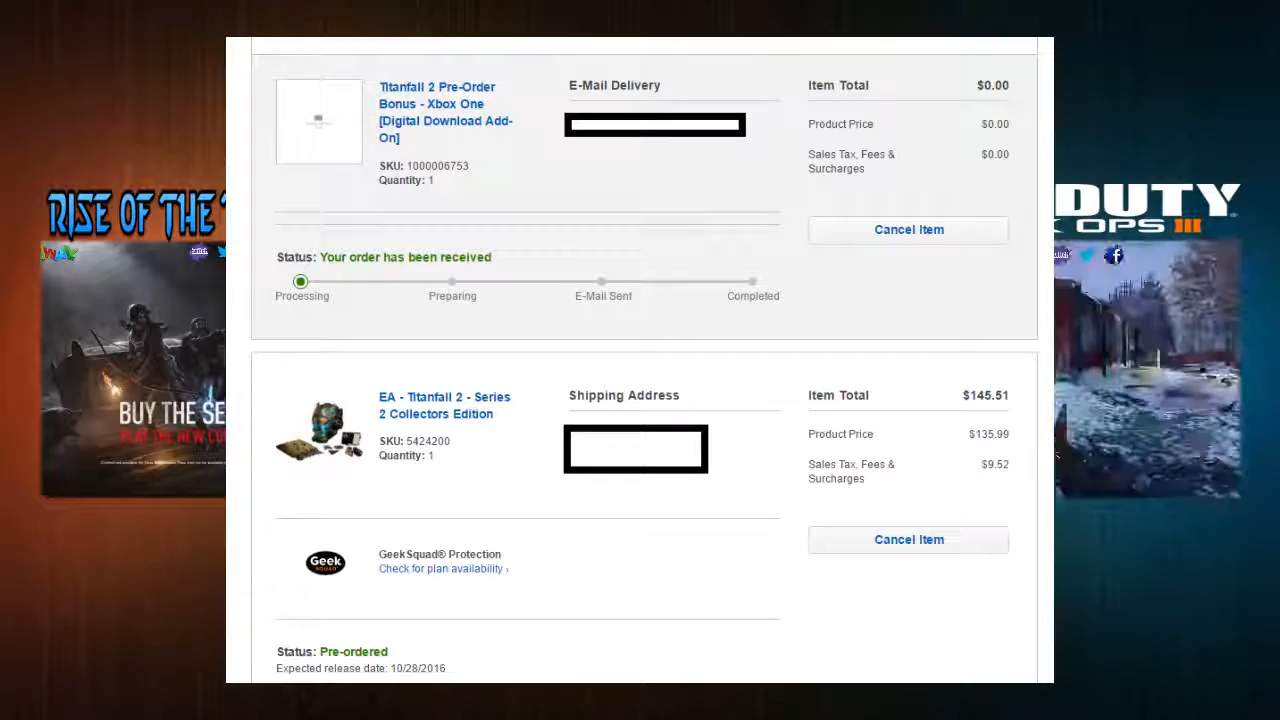 Titanfall 2 Pre-Order
Bonus - Xbox One
[Digital Download Add-
On]
SKU: 1000006753
Quantity: 1
E-Mail Delivery
Item Total $0.00
Product Price $0.00
Sales Tax, Fees & $0.00
Surcharges
Cancel Item
Status: Your order has been received
Processing Preparing E-Mail Sent Completed
EA - Titanfall 2 - Series
2 Collectors Edition
SKU: 5424200
Quantity: 1
Shipping Address
Item Total $145.51
Product Price $135.99
Sales Tax, Fees & $9.52
Surcharges
Cancel Item
Geek
SQUAD
GeekSquad® Protection
Check for plan availability ›
Status: Pre-ordered
Expected release date: 10/28/2016
RISE OF THE
BUY THE SE
PLAY THE NEW CO
DUTY
OPS III